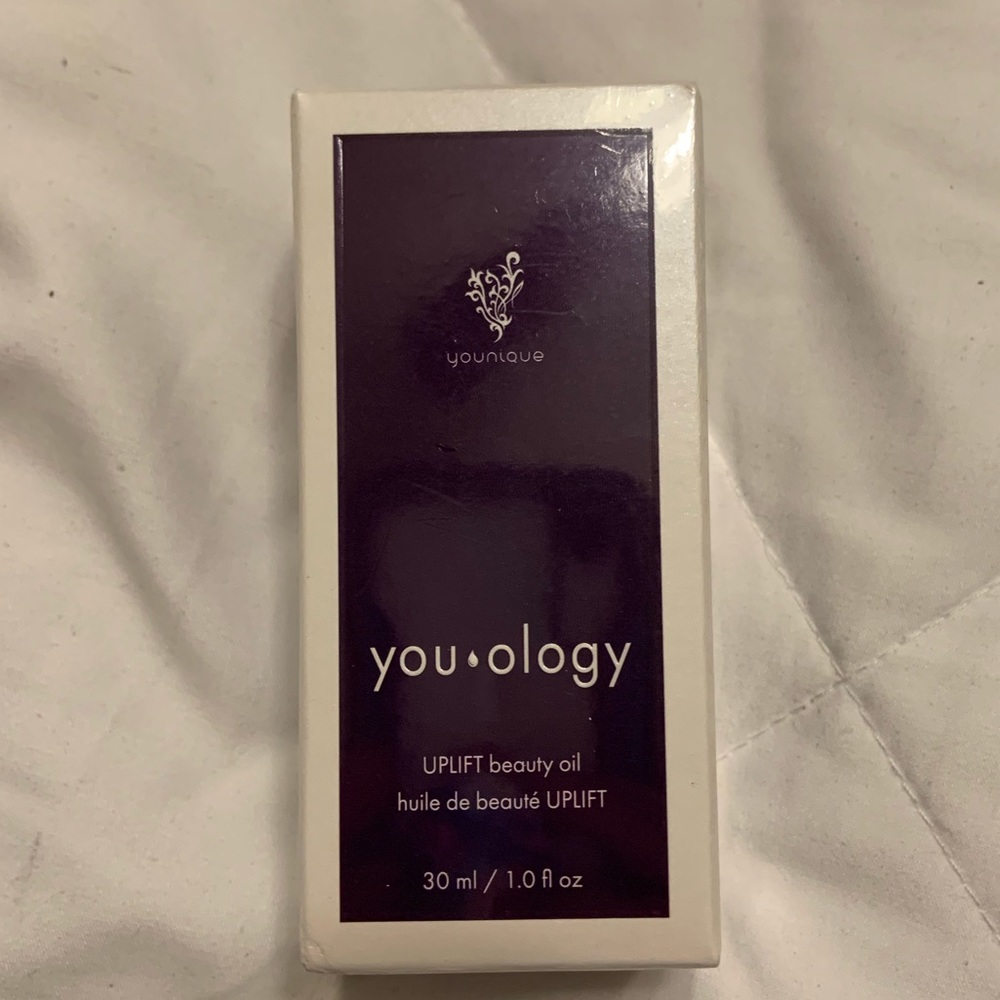 younique
you·ology
UPLIFT beauty oil
huile de beauté UPLIFT
30 ml / 1.0 fl oz